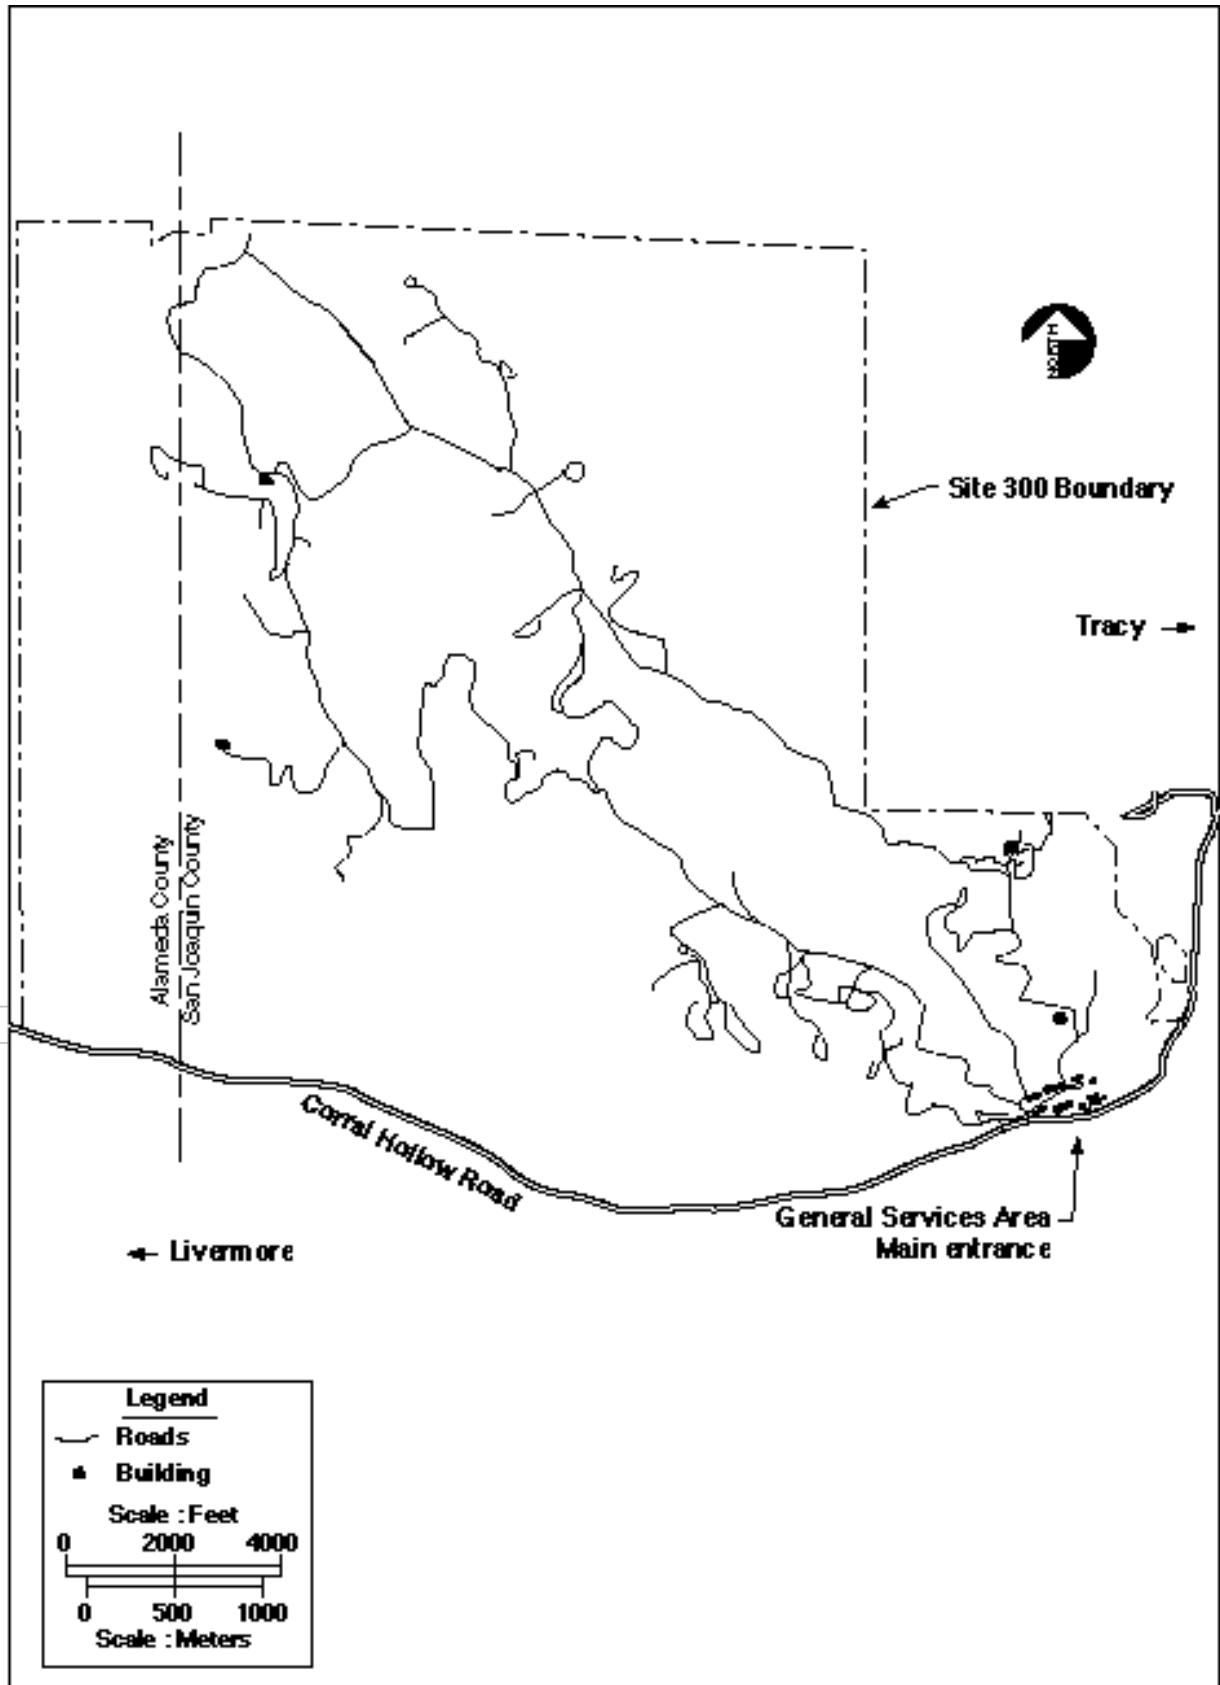 NORTH
Site 300 Boundary
Tracy
Alameda County
San Joaquin County
Corral Hollow Road
General Services Area
Main entrance
Livermore
Legend
Roads
Building
Scale : Feet
0 2000 4000
0 500 1000
Scale : Meters